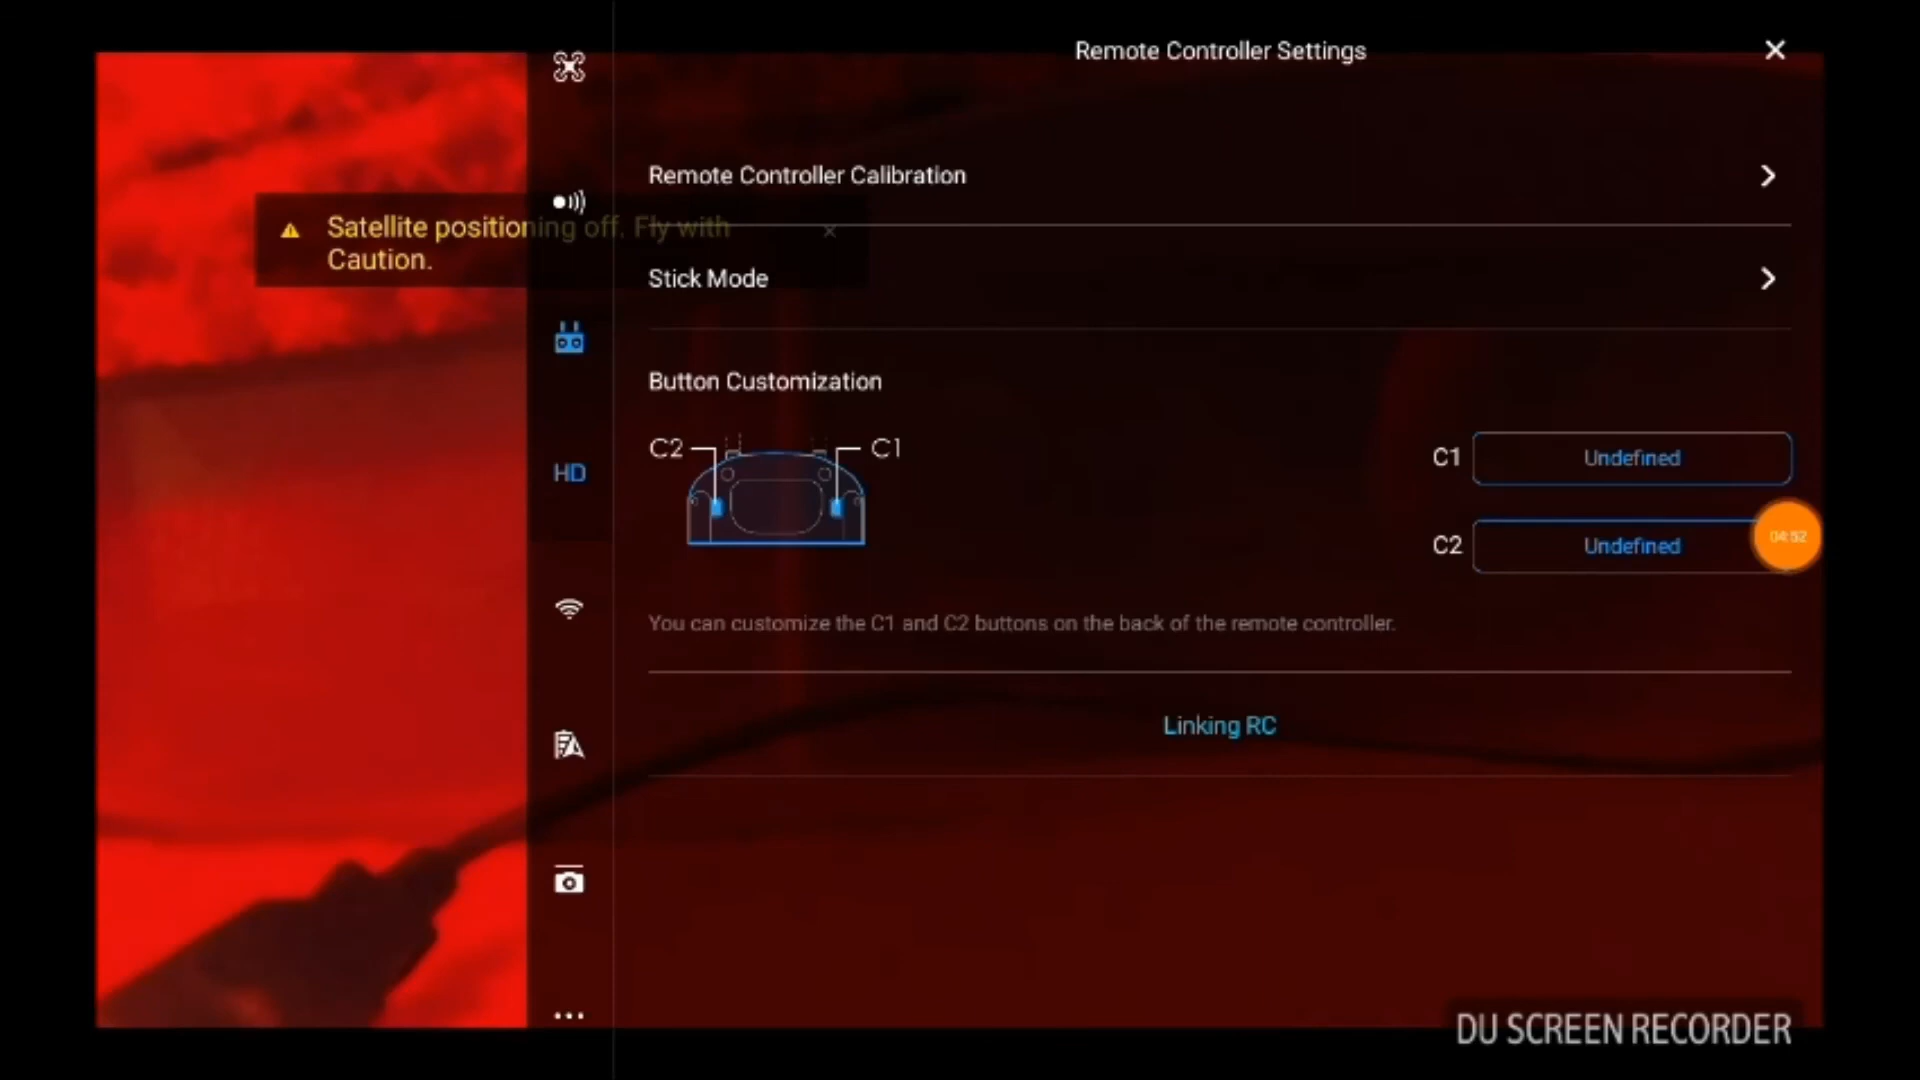 Remote Controller Settings
Remote Controller Calibration
Satellite positioning off. Fly with
Caution.
Stick Mode
Button Customization
C2
C1
C1 Undefined
HD
C2 Undefined
04:52
You can customize the C1 and C2 buttons on the back of the remote controller.
Linking RC
DU SCREEN RECORDER